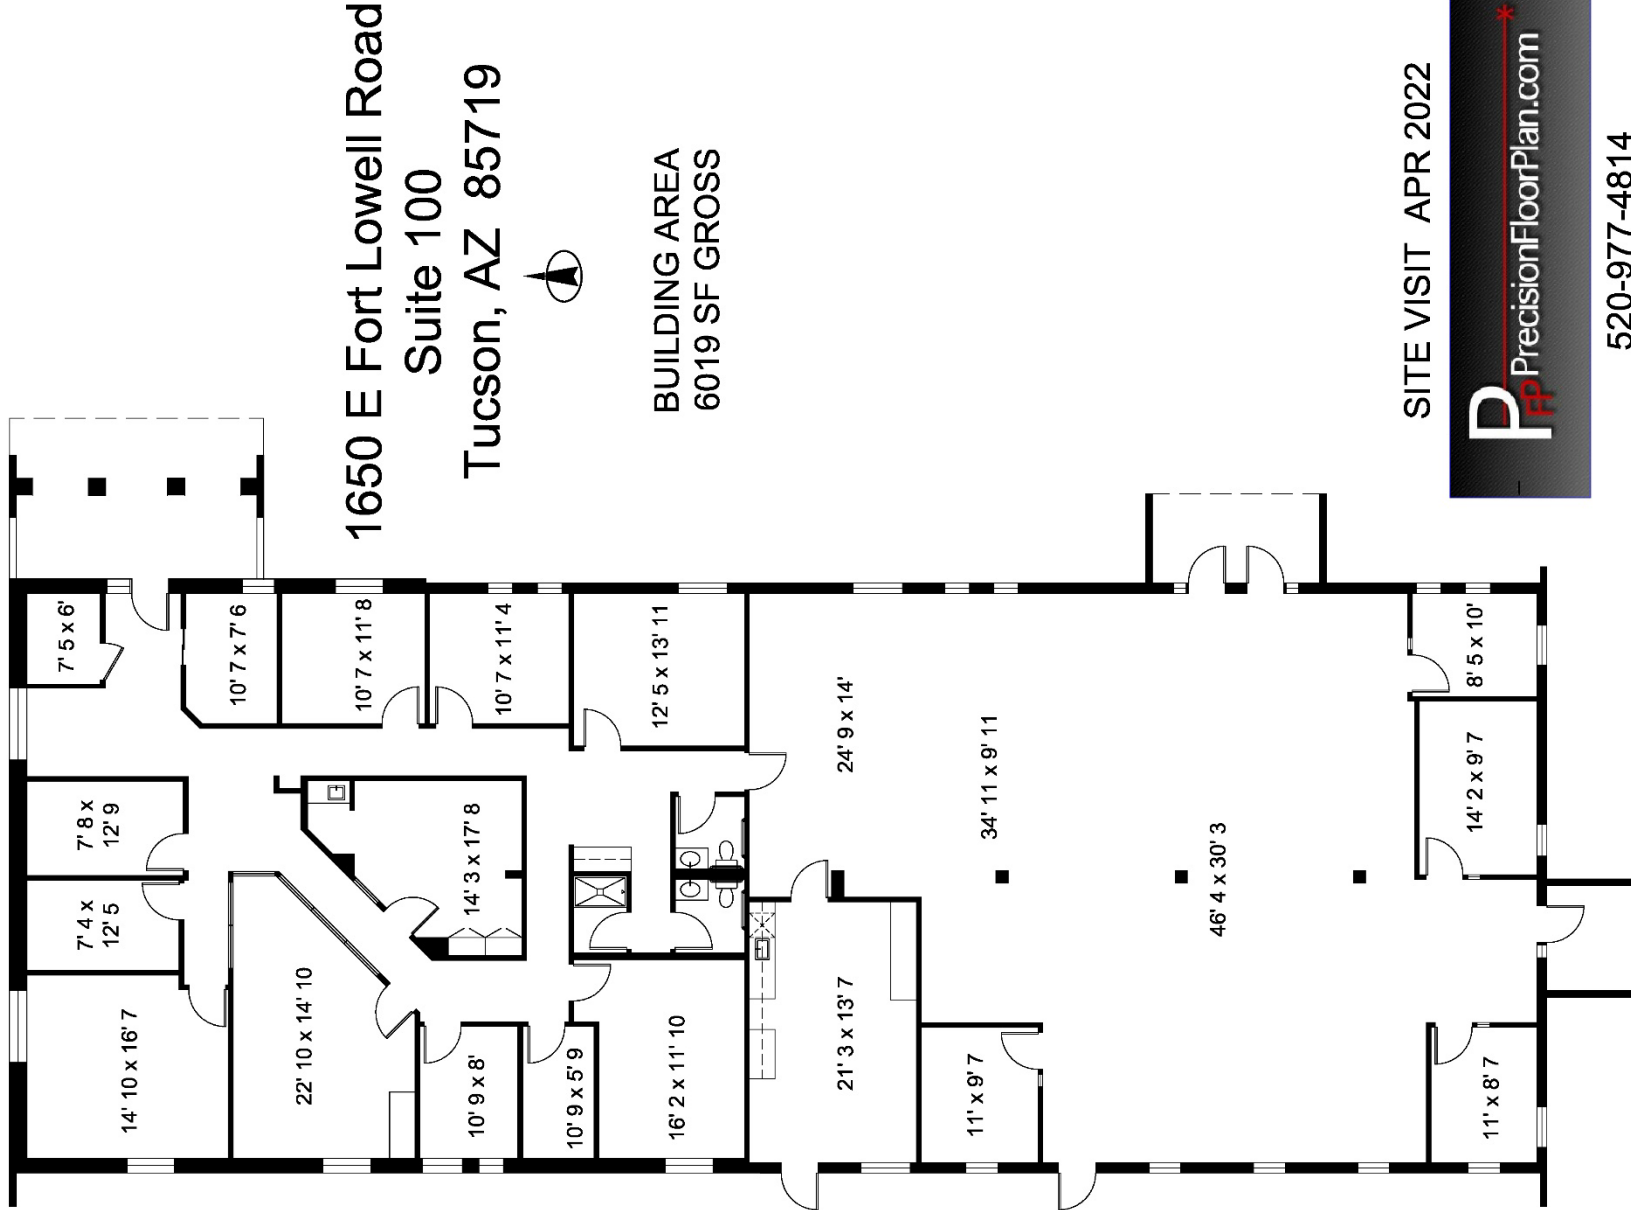 1650 E Fort Lowell Road
Suite 100
Tucson, AZ 85719
BUILDING AREA
6019 SF GROSS
SITE VISIT APR 2022
P
FP
PrecisionFloorPlan.com
*
520-977-4814
7' 5 x 6'
10' 7 x 7' 6
10' 7 x 11' 8
10' 7 x 11' 4
12' 5 x 13' 11
24' 9 x 14'
34' 11 x 9' 11
46' 4 x 30' 3
8' 5 x 10'
14' 2 x 9' 7
7' 8 x
12' 9
7' 4 x
12' 5
14' 3 x 17' 8
14' 10 x 16' 7
22' 10 x 14' 10
10' 9 x 8'
10' 9 x 5' 9
16' 2 x 11' 10
21' 3 x 13' 7
11' x 9' 7
11' x 8' 7